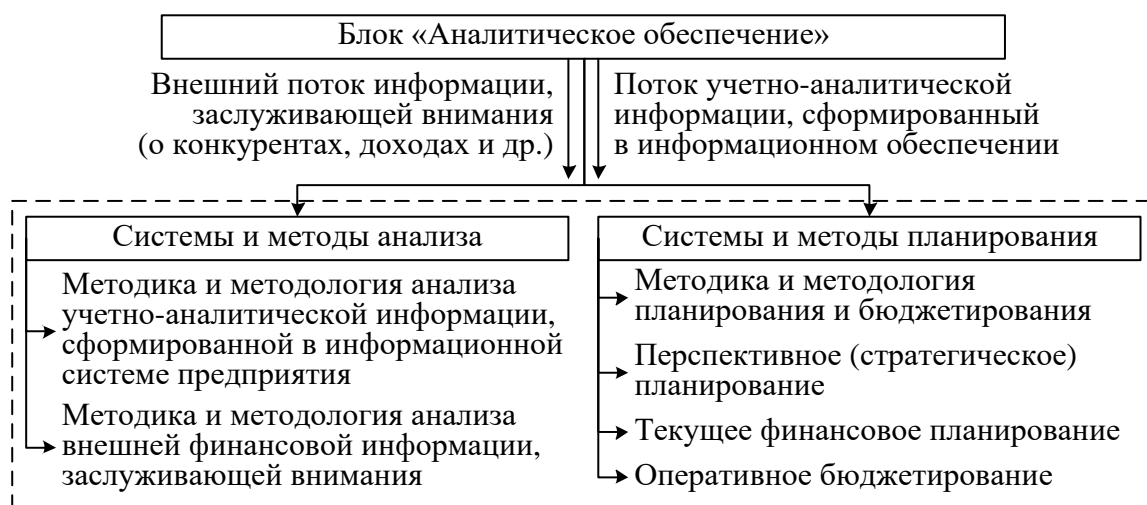 Блок «Аналитическое обеспечение»
Внешний поток информации,
заслуживающей внимания
(о конкурентах, доходах и др.)
Поток учетно-аналитической
информации, сформированный
в информационном обеспечении
Системы и методы анализа
Методика и методология анализа
учетно-аналитической информации,
сформированной в информационной
системе предприятия
Методика и методология анализа
внешней финансовой информации,
заслуживающей внимания
Системы и методы планирования
Методика и методология
планирования и бюджетирования
Перспективное (стратегическое)
планирование
Текущее финансовое планирование
Оперативное бюджетирование